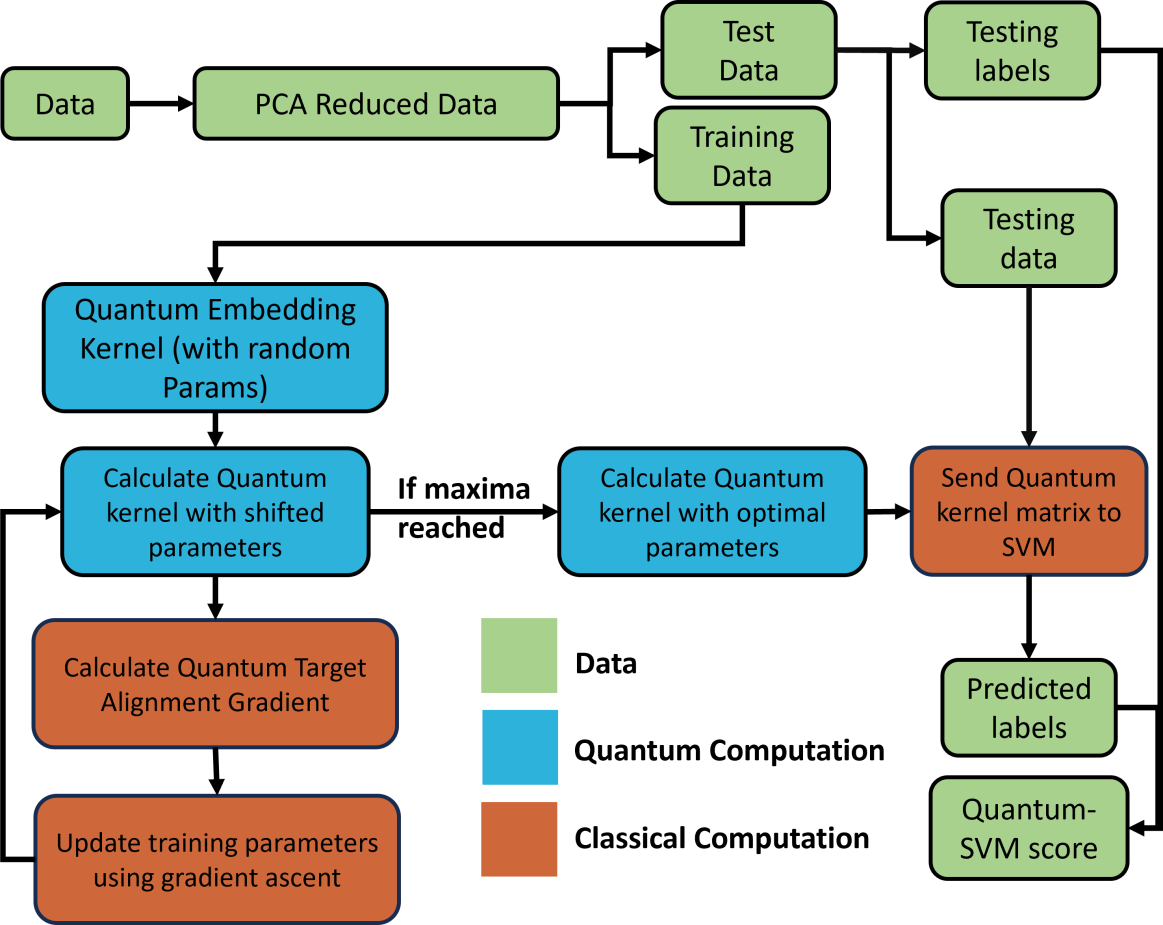 Data
PCA Reduced Data
Test
Data
Testing
labels
Training
Data
Testing
data
Quantum Embedding
Kernel (with random
Params)
Calculate Quantum
kernel with shifted
parameters
If maxima
reached
Calculate Quantum
kernel with optimal
parameters
Send Quantum
kernel matrix to
SVM
Calculate Quantum Target
Alignment Gradient
Update training parameters
using gradient ascent
Data
Quantum Computation
Classical Computation
Predicted
labels
Quantum-
SVM score